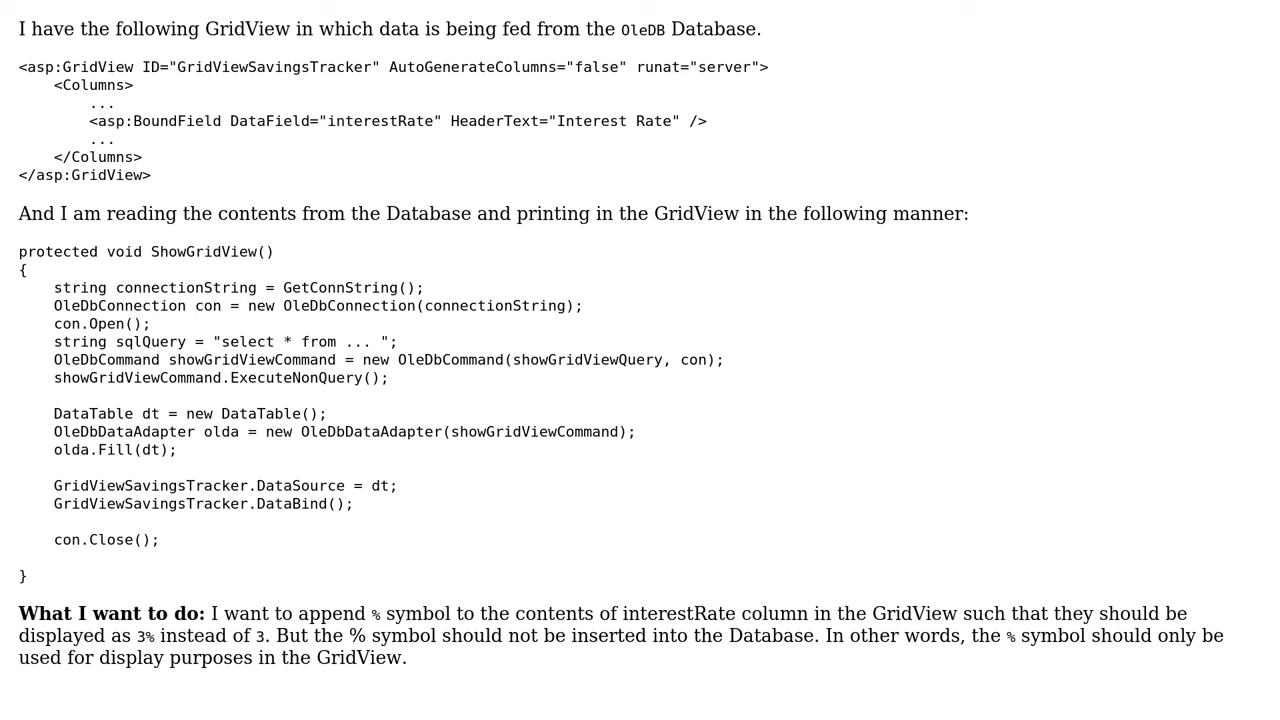 I have the following GridView in which data is being fed from the OleDB Database.
<asp:GridView ID="GridViewSavingsTracker" AutoGenerateColumns="false" runat="server">
    <Columns>
        ...
        <asp:BoundField DataField="interestRate" HeaderText="Interest Rate" />
        ...
    </Columns>
</asp:GridView>
And I am reading the contents from the Database and printing in the GridView in the following manner:
protected void ShowGridView()
{
    string connectionString = GetConnString();
    OleDbConnection con = new OleDbConnection(connectionString);
    con.Open();
    string sqlQuery = "select * from ... ";
    OleDbCommand showGridViewCommand = new OleDbCommand(showGridViewQuery, con);
    showGridViewCommand.ExecuteNonQuery();
    DataTable dt = new DataTable();
    OleDbDataAdapter olda = new OleDbDataAdapter(showGridViewCommand);
    olda.Fill(dt);
    GridViewSavingsTracker.DataSource = dt;
    GridViewSavingsTracker.DataBind();
    con.Close();
}
What I want to do: I want to append % symbol to the contents of interestRate column in the GridView such that they should be
displayed as 3% instead of 3. But the % symbol should not be inserted into the Database. In other words, the % symbol should only be
used for display purposes in the GridView.